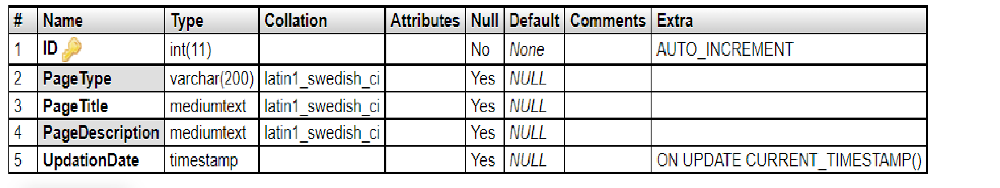 # Name Type Collation Attributes Null Default Comments Extra
1 ID int(11) No None AUTO_INCREMENT
2 PageType varchar(200) latin1_swedish_ci Yes NULL
3 PageTitle mediumtext latin1_swedish_ci Yes NULL
4 PageDescription mediumtext latin1_swedish_ci Yes NULL
5 UpdationDate timestamp Yes NULL ON UPDATE CURRENT_TIMESTAMP()